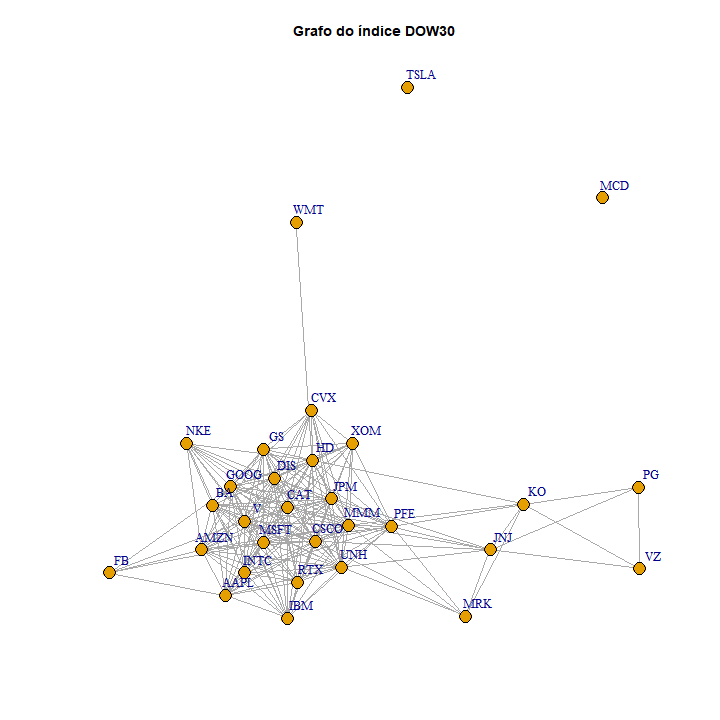 Grafo do índice DOW30
TSLA
MCD
WMT
CVX
NKE
GS
XOM
HD
DIS
GOOG
PG
JPM
BA
CAT
KO
V
MMM
PFE
AMZN
MSFT
CSCO
JNJ
FB
INTC
UNH
VZ
AAPL
RTX
IBM
MRK